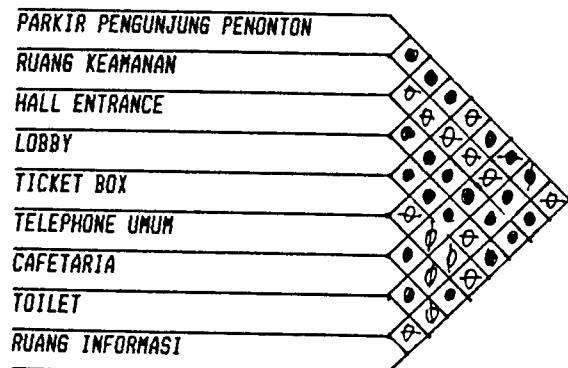 PARKIR PENGUNJUNG PENONTON
RUANG KEAMANAN
HALL ENTRANCE
LOBBY
TICKET BOX
TELEPHONE UMUM
CAFETARIA
TOILET
RUANG INFORMASI